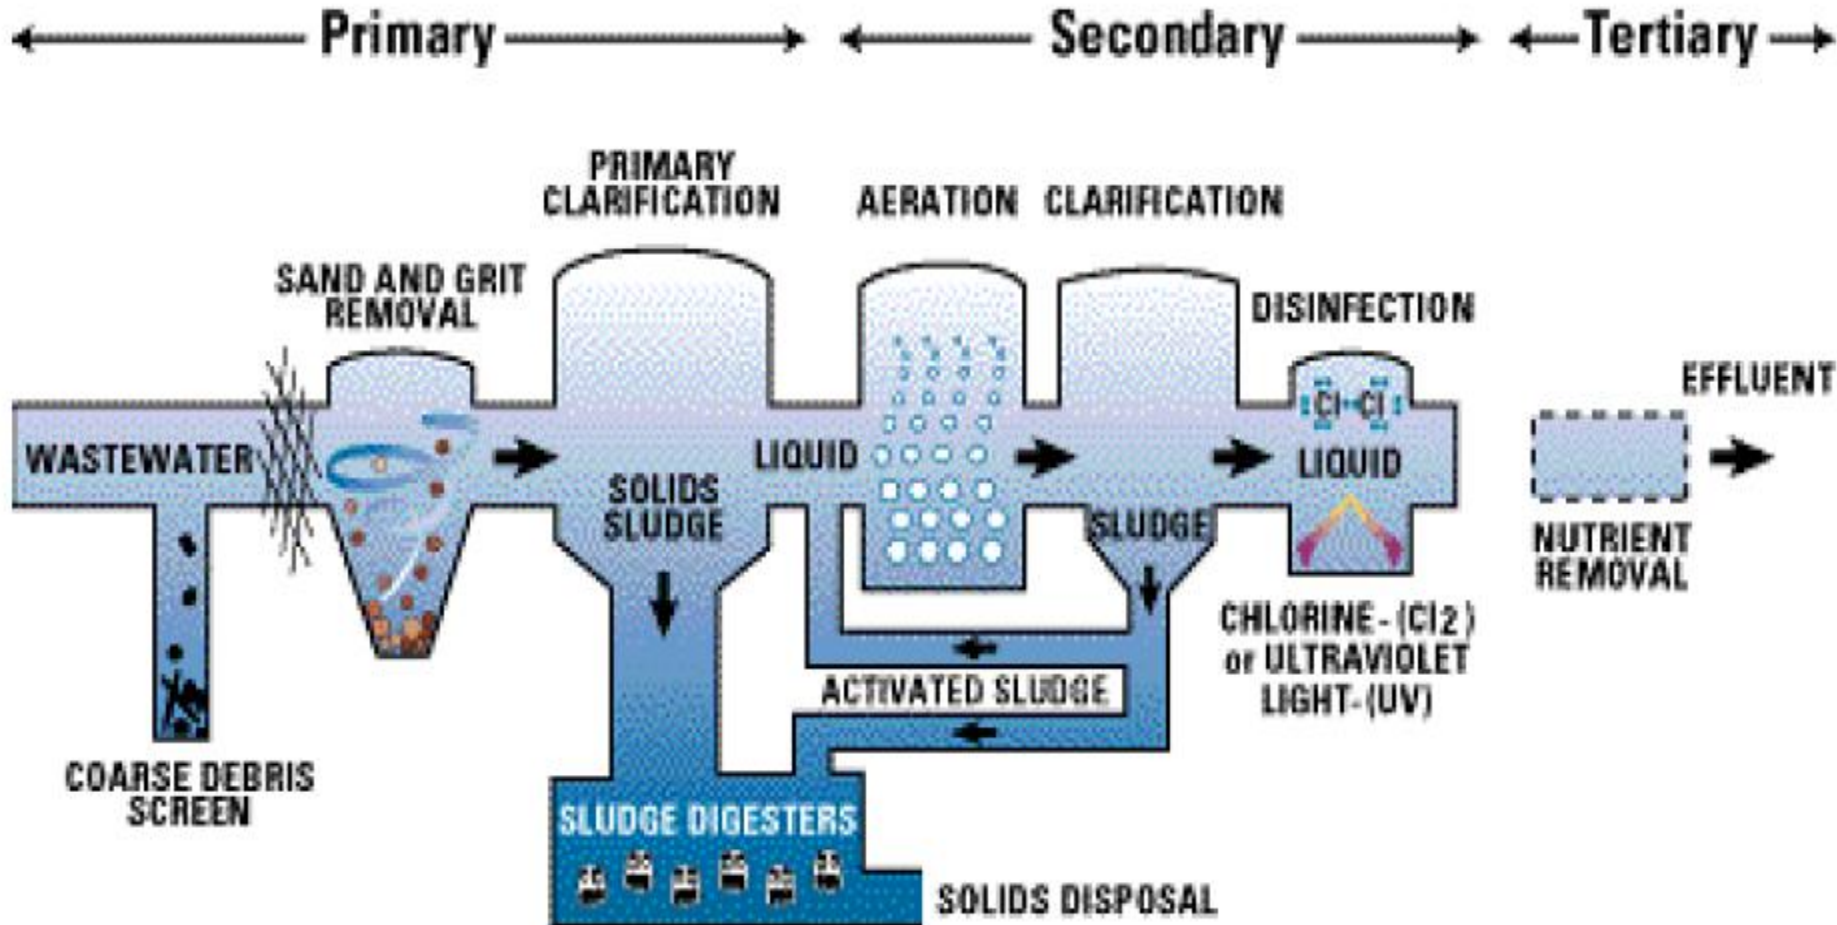 Primary
Secondary
Tertiary
PRIMARY
CLARIFICATION
AERATION
CLARIFICATION
SAND AND GRIT
REMOVAL
DISINFECTION
EFFLUENT
WASTEWATER
SOLIDS
SLUDGE
LIQUID
SLUDGE
Cl-Cl
LIQUID
NUTRIENT
REMOVAL
CHLORINE-(Cl2)
or ULTRAVIOLET
LIGHT-(UV)
ACTIVATED SLUDGE
COARSE DEBRIS
SCREEN
SLUDGE DIGESTERS
SOLIDS DISPOSAL